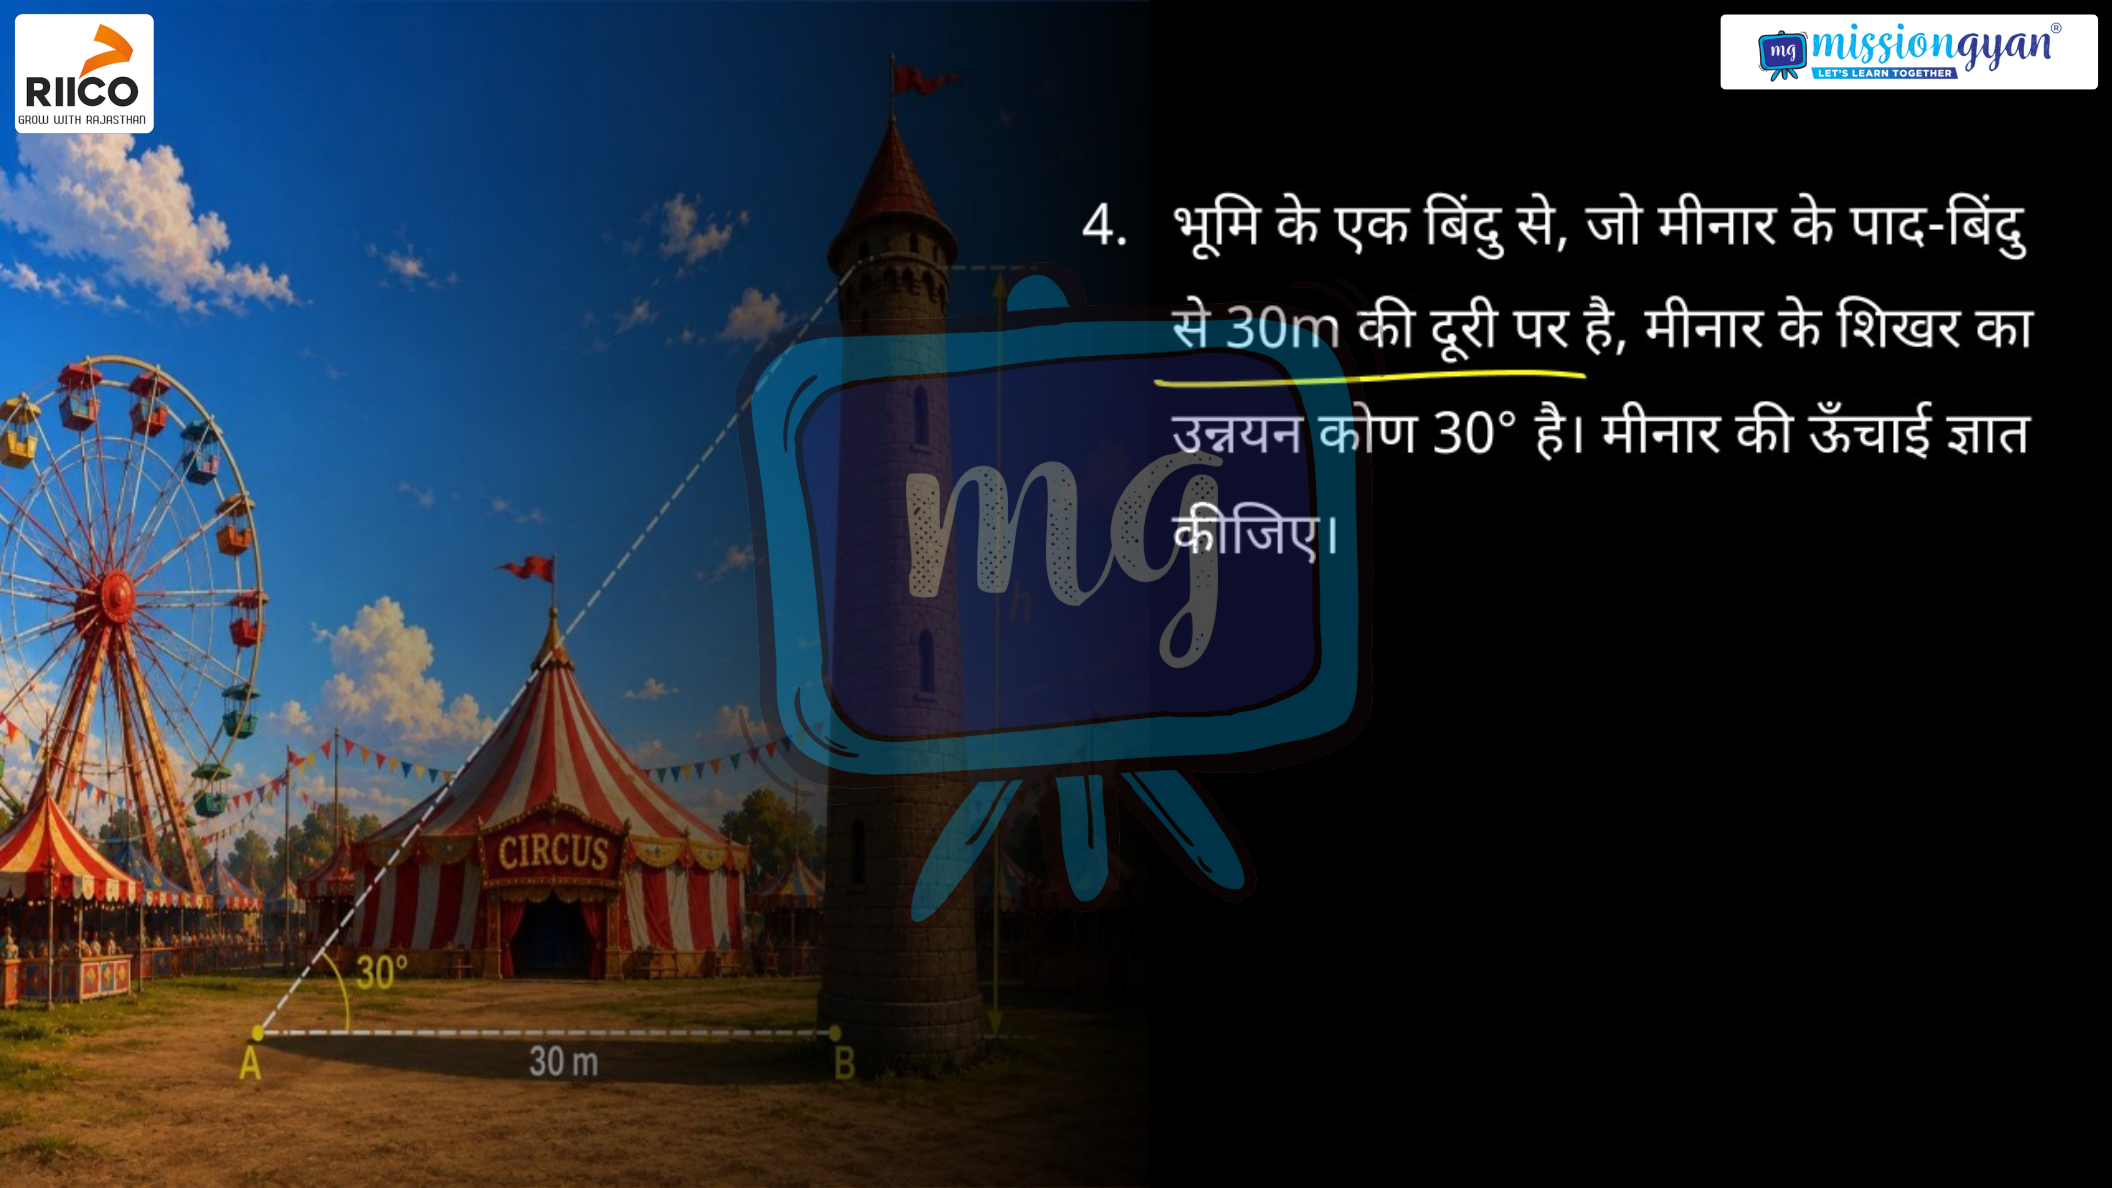 RIICO
GROW WITH RAJASTHAN
mg missiongyan®
LET'S LEARN TOGETHER
4. भूमि के एक बिंदु से, जो मीनार के पाद-बिंदु
से 30m की दूरी पर है, मीनार के शिखर का
उन्नयन कोण 30° है। मीनार की ऊँचाई ज्ञात
कीजिए।
mg
h
CIRCUS
30°
A
30 m
B